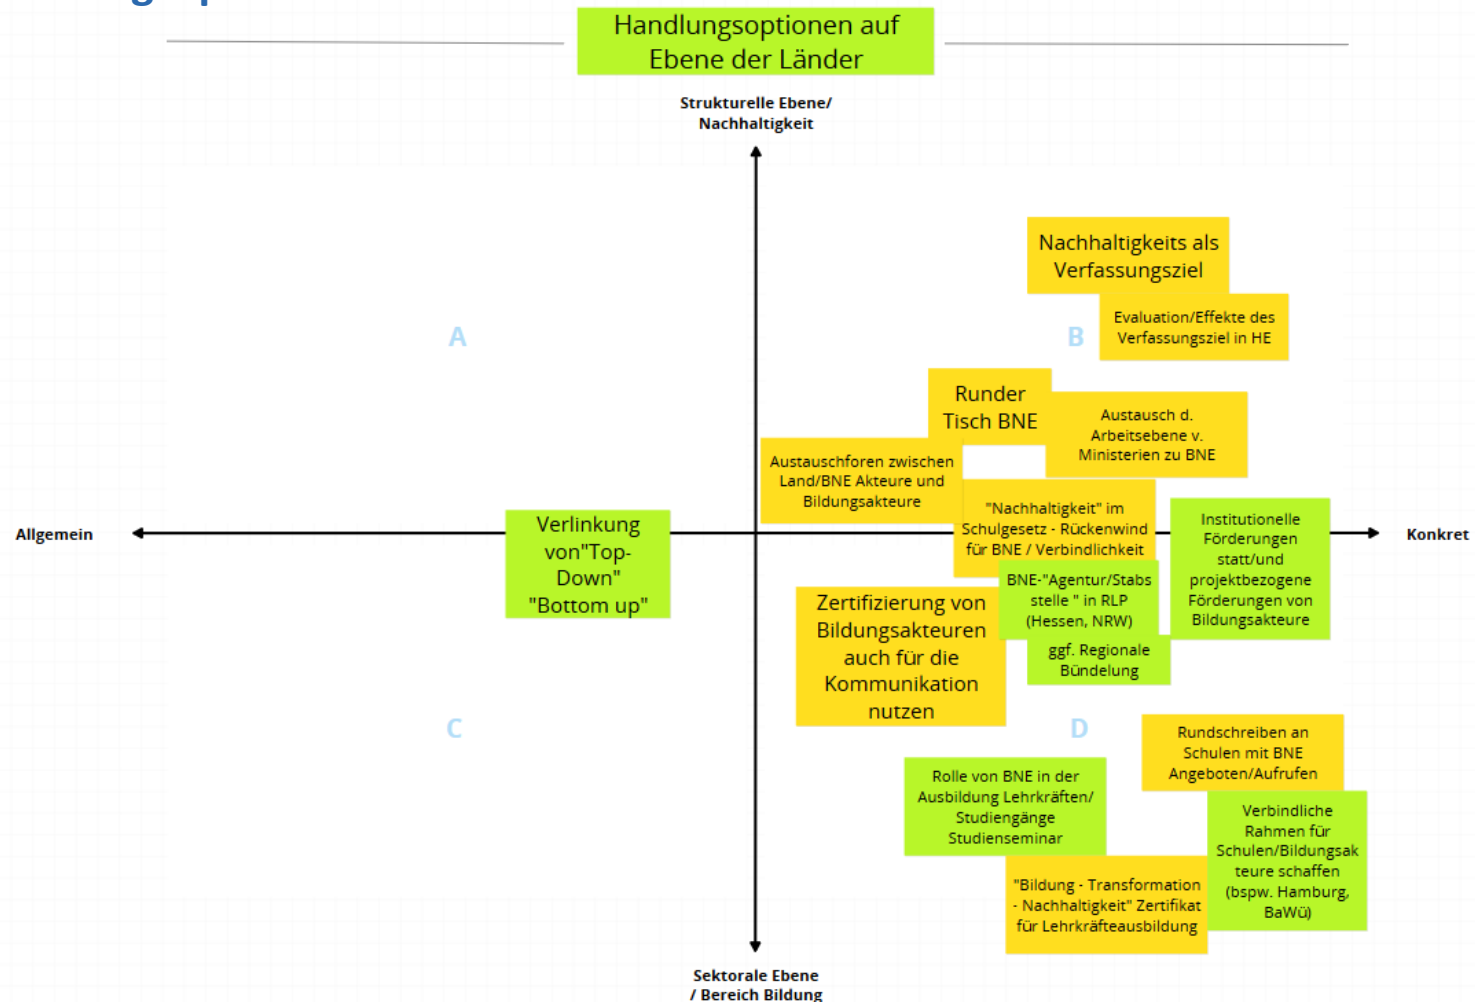 Handlungsoptionen auf
Ebene der Länder
Strukturelle Ebene/
Nachhaltigkeit
Nachhaltigkeits als
Verfassungsziel
Evaluation/Effekte des
Verfassungsziel in HE
A
B
Runder
Tisch BNE
Austausch d.
Arbeitsebene v.
Ministerien zu BNE
Austauschforen zwischen
Land/BNE Akteure und
Bildungsakteure
"Nachhaltigkeit" im
Schulgesetz - Rückenwind
für BNE / Verbindlichkeit
Institutionelle
Förderungen
statt/und
projektbezogene
Förderungen von
Bildungsakteure
Allgemein
Konkret
Verlinkung
von"Top-
Down"
"Bottom up"
BNE-"Agentur/Stabs
stelle " in RLP
(Hessen, NRW)
ggf. Regionale
Bündelung
Zertifizierung von
Bildungsakteuren
auch für die
Kommunikation
nutzen
C
D
Rundschreiben an
Schulen mit BNE
Angeboten/Aufrufen
Rolle von BNE in der
Ausbildung Lehrkräften/
Studiengänge
Studienseminar
Verbindliche
Rahmen für
Schulen/Bildungsak
teure schaffen
(bspw. Hamburg,
BaWü)
"Bildung - Transformation
- Nachhaltigkeit" Zertifikat
für Lehrkräfteausbildung
Sektorale Ebene
/ Bereich Bildung